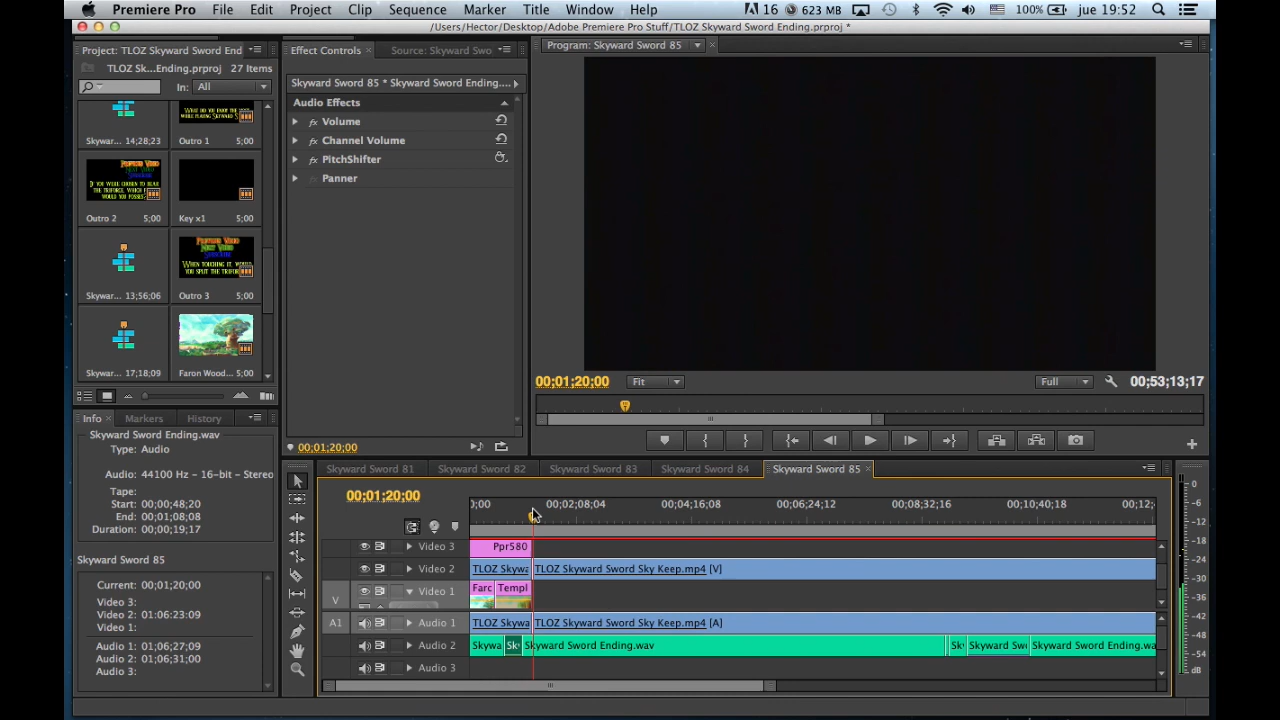 Premiere Pro File Edit Project Clip Sequence Marker Title Window Help 16 623 MB 100% jue 19:52
/Users/Hector/Desktop/Adobe Premiere Pro Stuff/TLOZ Skyward Sword Ending.prproj *
Project: TLOZ Skyward Sword End
TLOZ Sk...Ending.prproj 27 Items
In: All
Skywar... 14;28;23
Outro 1 5;00
Outro 2 5;00
Key x1 5;00
Skywar... 13;56;06
Outro 3 5;00
Skywar... 17;18;09
Faron Wood... 5;00
Effect Controls Source: Skyward Swo
Skyward Sword 85 * Skyward Sword Ending....
Audio Effects
fx Volume
fx Channel Volume
fx PitchShifter
fx Panner
00;01;20;00
Program: Skyward Sword 85
00;01;20;00 Fit Full 00;53;13;17
Info Markers History
Skyward Sword Ending.wav
Type: Audio
Audio: 44100 Hz - 16-bit - Stereo
Tape:
Start: 00;00;48;20
End: 00;01;08;08
Duration: 00;00;19;17
Skyward Sword 85
Current: 00;01;20;00
Video 3:
Video 2: 01;06;23;09
Video 1:
Audio 1: 01;06;27;09
Audio 2: 01;06;31;00
Audio 3:
Skyward Sword 81 Skyward Sword 82 Skyward Sword 83 Skyward Sword 84 Skyward Sword 85
00;01;20;00
;00 00;02;08;04 00;04;16;08 00;06;24;12 00;08;32;16 00;10;40;18 00;12;
Video 3 Ppr580
Video 2 TLOZ Skywa TLOZ Skyward Sword Sky Keep.mp4 [V]
V Video 1 Farc Templ
A1 Audio 1 TLOZ Skywa TLOZ Skyward Sword Sky Keep.mp4 [A]
Audio 2 Skywa Sk Skyward Sword Ending.wav Sk Skyward Sw Skyward Sword Ending.wa
Audio 3
0
-6
-12
-18
-24
-30
-36
-42
-48
-54
dB